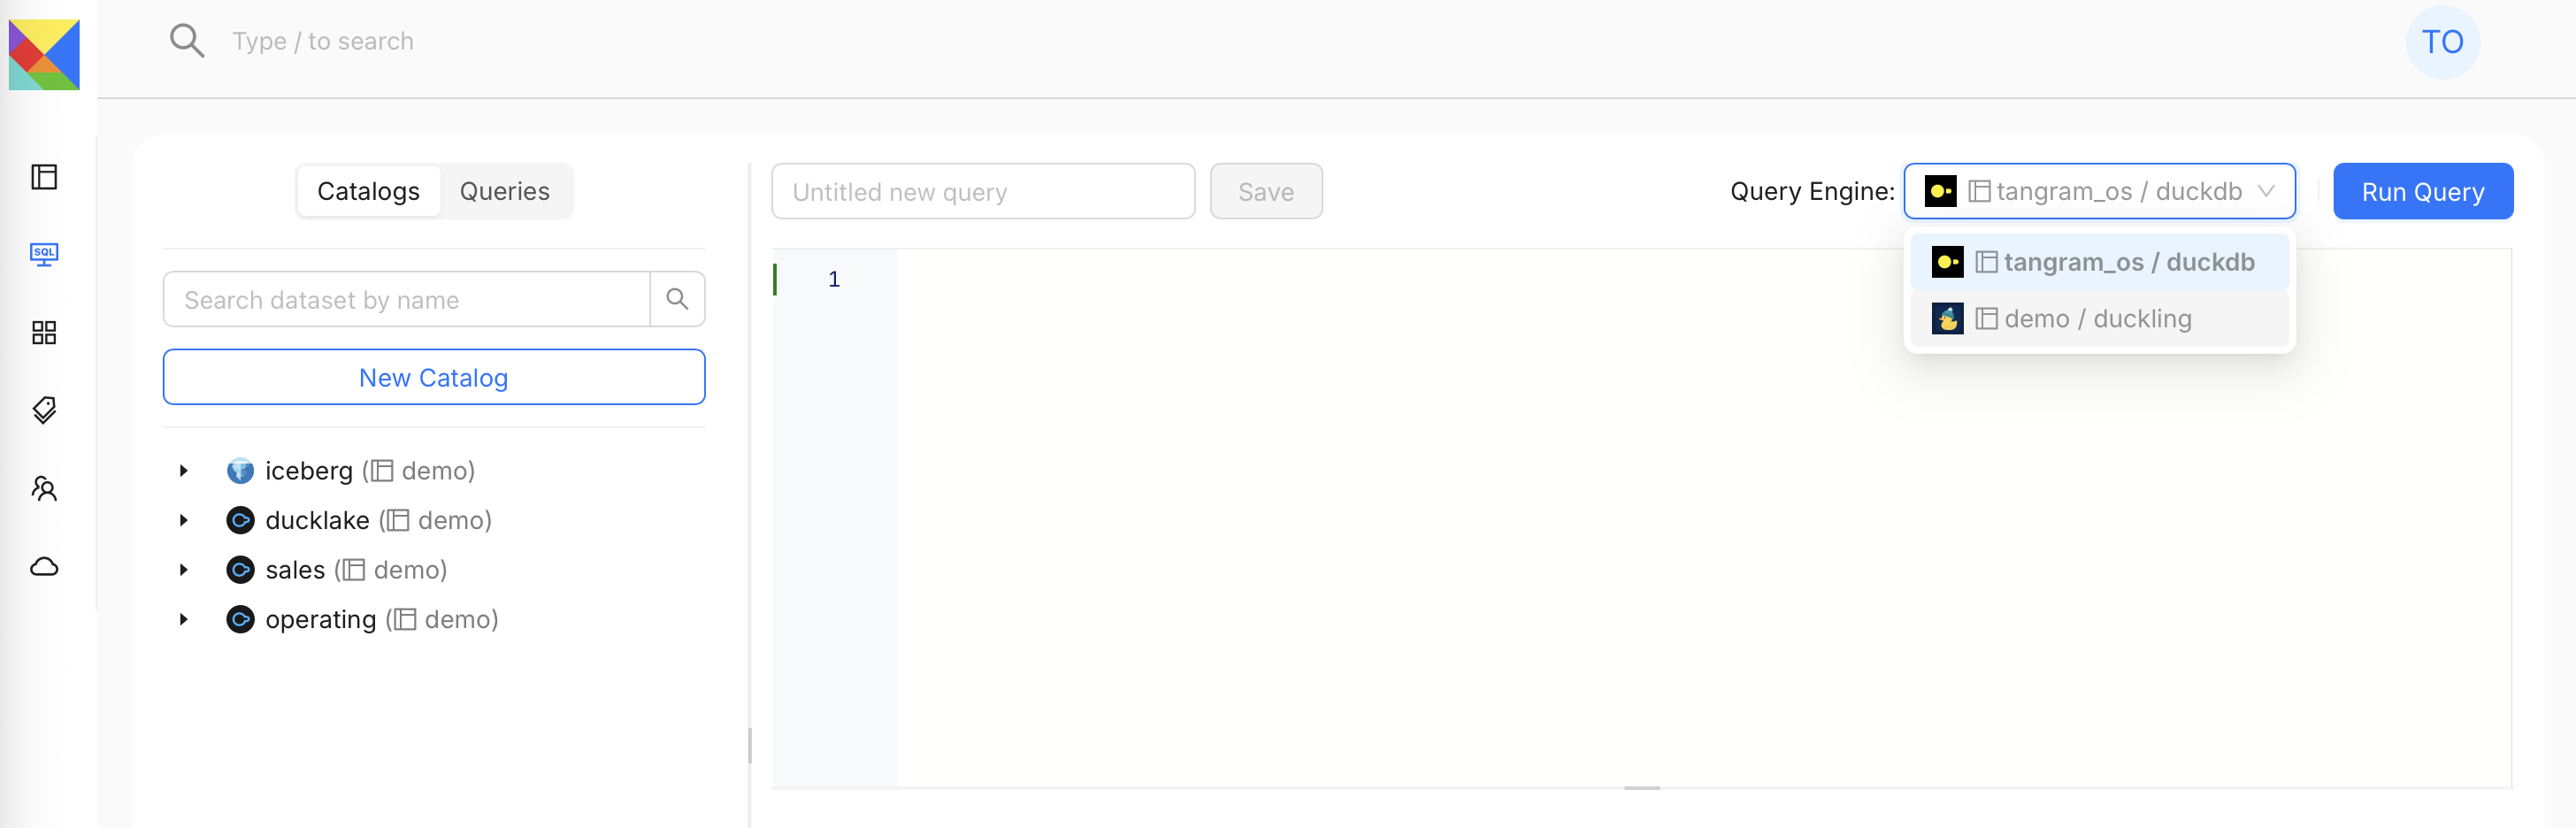 Type / to search
TO
SQL
Catalogs Queries
Search dataset by name
New Catalog
iceberg (demo)
ducklake (demo)
sales (demo)
operating (demo)
Untitled new query Save Query Engine: tangram_os / duckdb Run Query
tangram_os / duckdb
demo / duckling
1